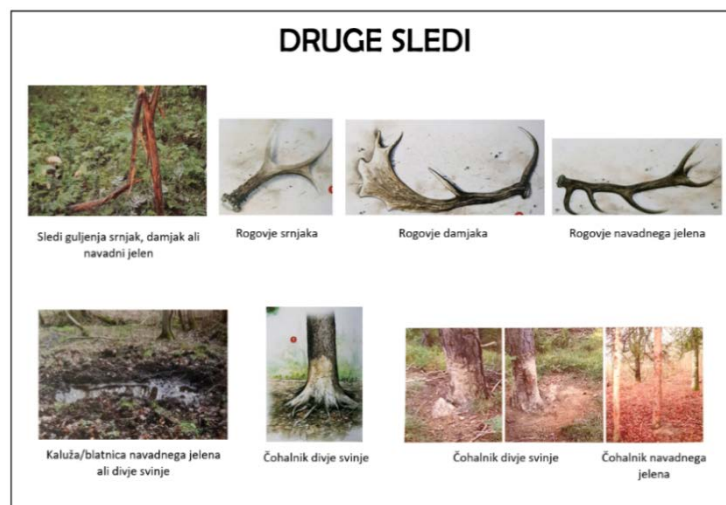 DRUGE SLEDI
Sledi guljenja srnjak, damjak ali
navadni jelen
Rogovje srnjaka
Rogovje damjaka
Rogovje navadnega jelena
Kaluža/blatnica navadnega jelena
ali divje svinje
Čohalnik divje svinje
Čohalnik divje svinje
Čohalnik navadnega
jelena